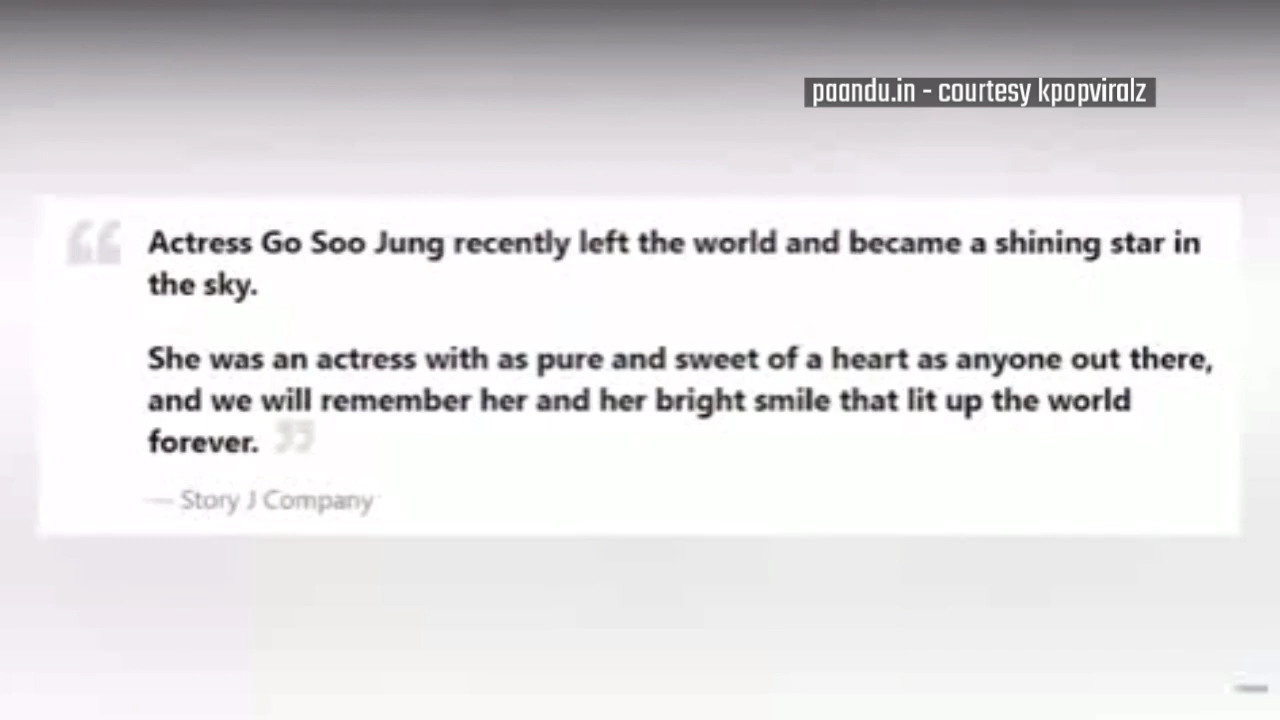 paandu.in - courtesy kpopviralz
“ Actress Go Soo Jung recently left the world and became a shining star in
the sky.
She was an actress with as pure and sweet of a heart as anyone out there,
and we will remember her and her bright smile that lit up the world
forever. ”
— Story J Company